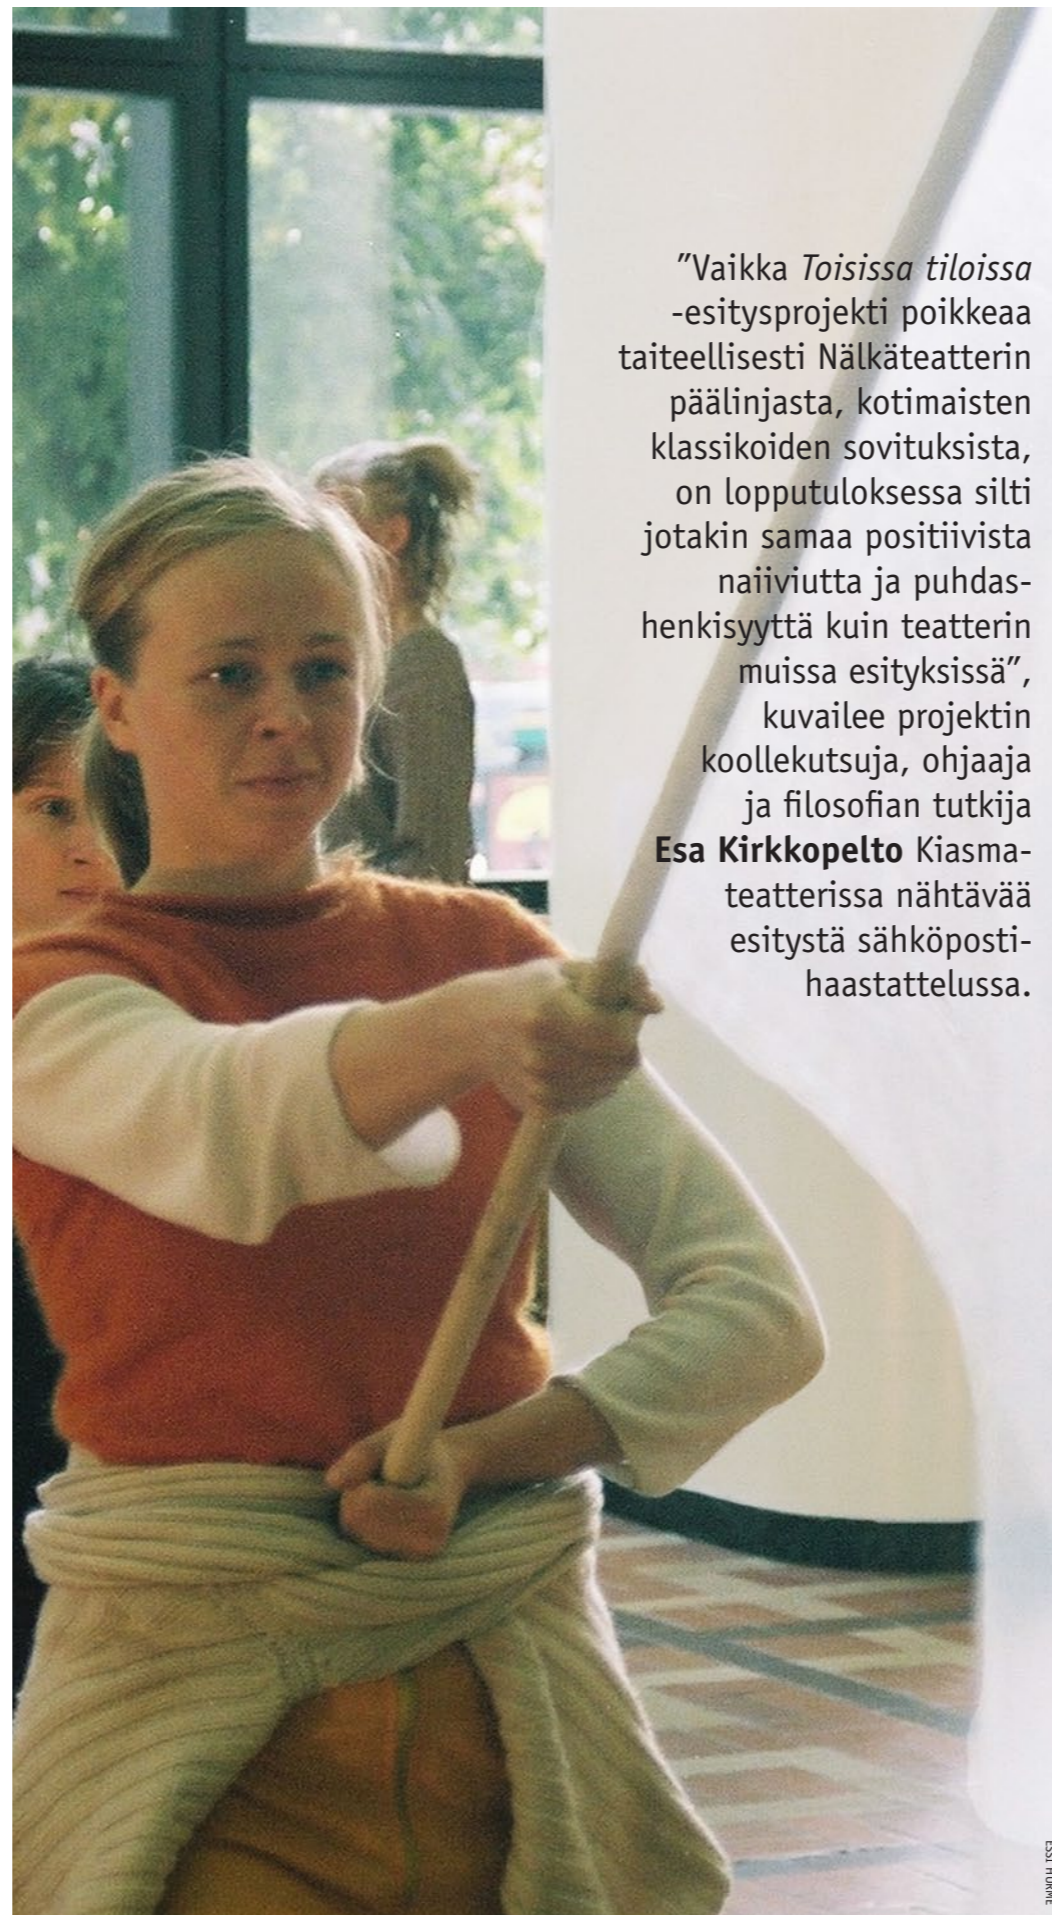 ”Vaikka Toisissa tiloissa
-esitysprojekti poikkeaa
taiteellisesti Nälkäteatterin
päälinjasta, kotimaisten
klassikoiden sovituksista,
on lopputuloksessa silti
jotakin samaa positiivista
naiiviutta ja puhdas-
henkisyyttä kuin teatterin
muissa esityksissä”,
kuvailee projektin
koollekutsuja, ohjaaja
ja filosofian tutkija
Esa Kirkkopelto Kiasma-
teatterissa nähtävää
esitystä sähköposti-
haastattelussa.
ESSI